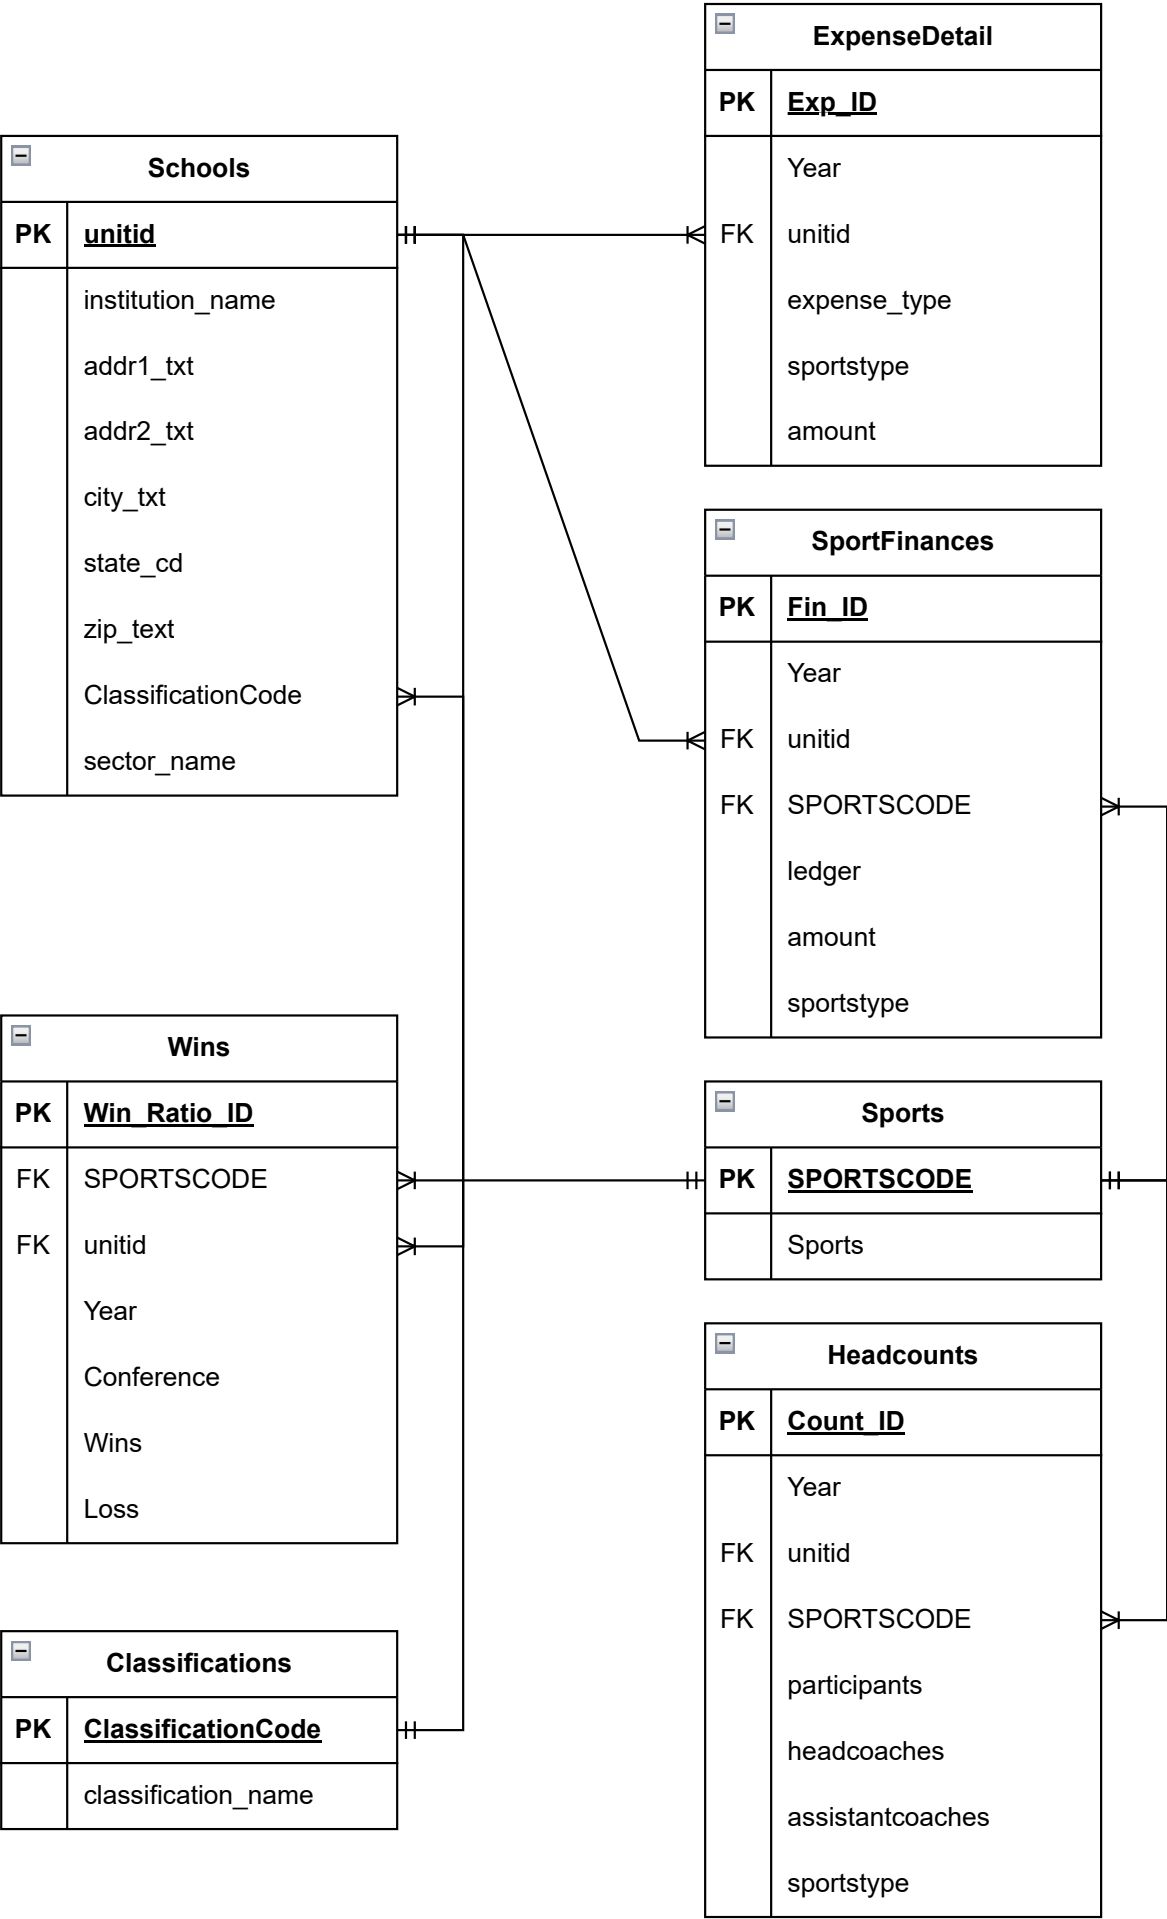 ExpenseDetail
PK Exp_ID
Year
FK unitid
expense_type
sportstype
amount
Schools
PK unitid
institution_name
addr1_txt
addr2_txt
city_txt
state_cd
zip_text
ClassificationCode
sector_name
SportFinances
PK Fin_ID
Year
FK unitid
FK SPORTSCODE
ledger
amount
sportstype
Wins
PK Win_Ratio_ID
FK SPORTSCODE
FK unitid
Year
Conference
Wins
Loss
Sports
PK SPORTSCODE
Sports
Headcounts
PK Count_ID
Year
FK unitid
FK SPORTSCODE
participants
headcoaches
assistantcoaches
sportstype
Classifications
PK ClassificationCode
classification_name